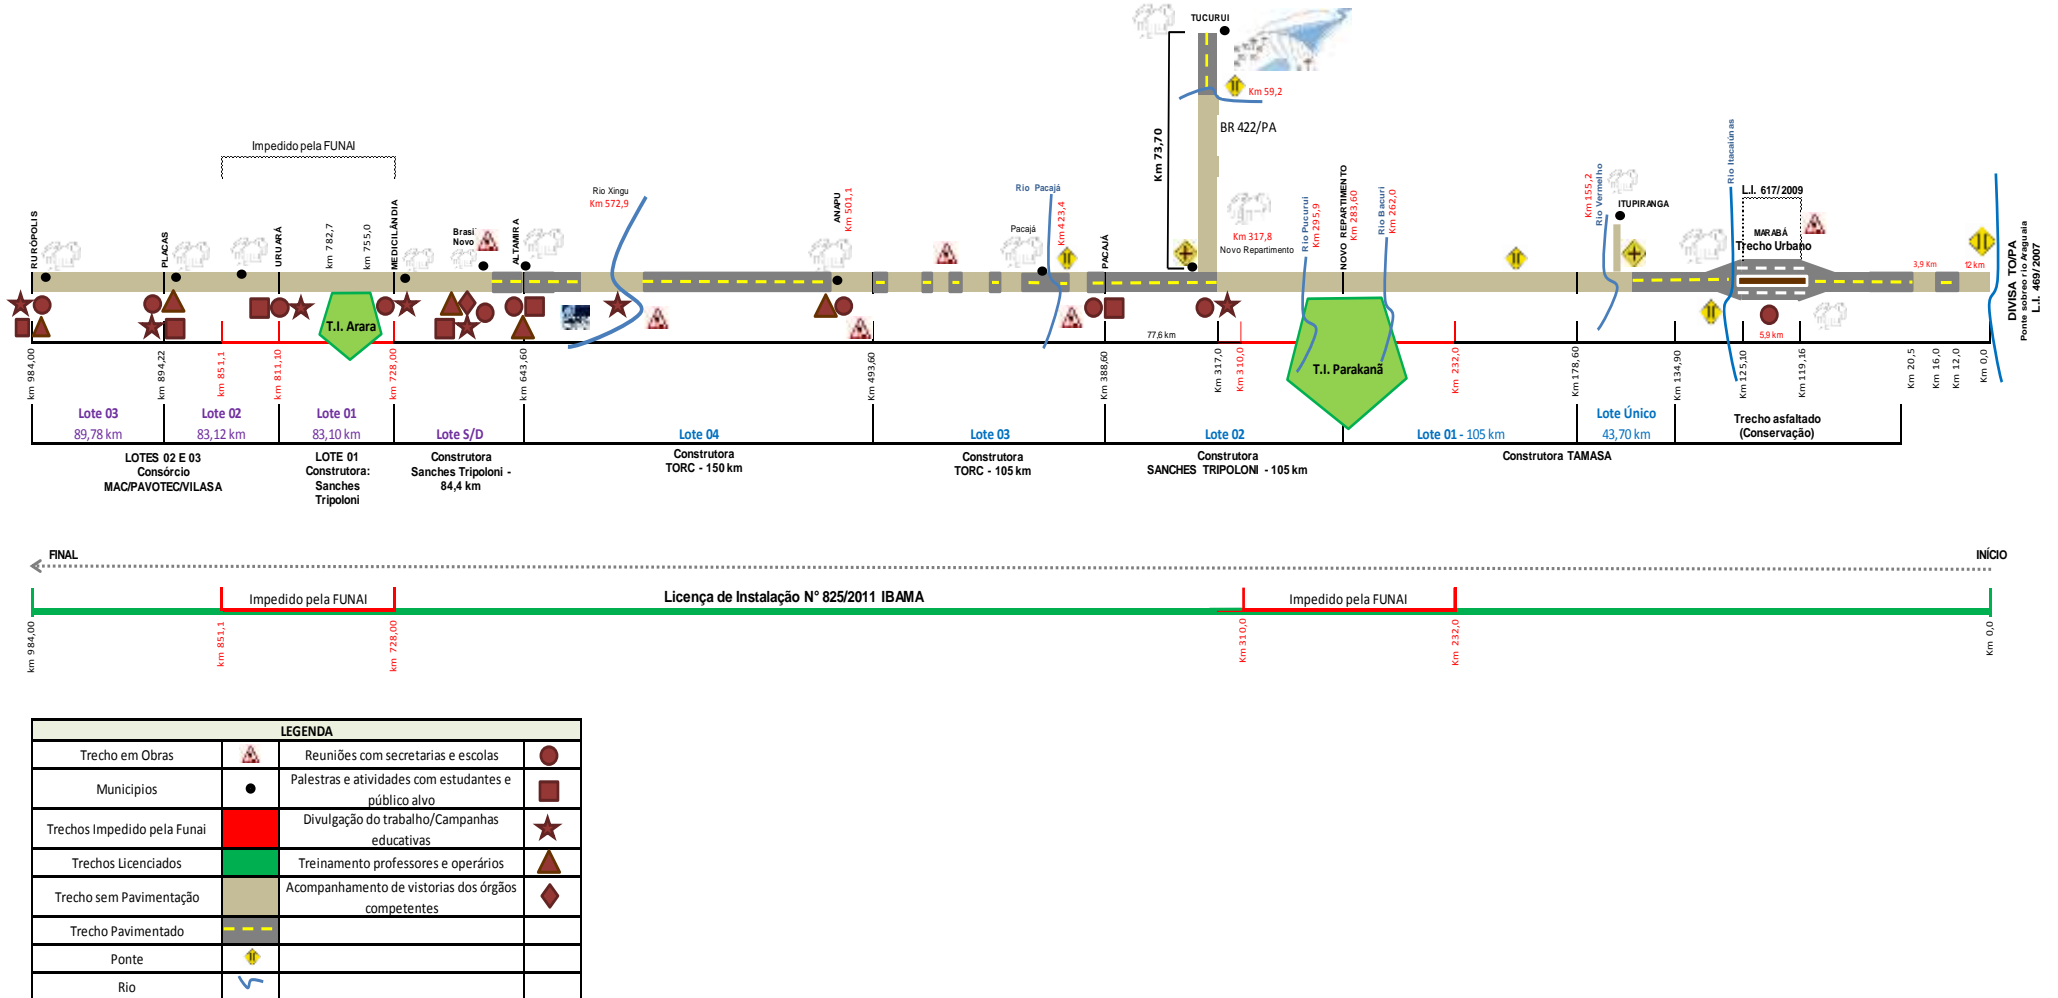 TUCURUI
Km 59,2
BR 422/PA
Km 73,70
Impedido pela FUNAI
RURÓPOLIS
PLACAS
URUARÁ
km 782,7
km 755,0
MEDICILÂNDIA
Brasi
Novo
ALTAMIRA
Rio Xingu
Km 572,9
ANAPU
Km 501,1
Rio Pacajá
Km 423,4
Pacajá
PACAJÁ
Km 317,8
Novo Repartimento
Rio Pucurui
Km 295,9
NOVO REPARTIMENTO
Km 283,60
Rio Bacuri
Km 262,0
Km 155,2
Rio Vermelho
ITUPIRANGA
Rio Itacaiúnas
L.I. 617/2009
MARABÁ
Trecho Urbano
3,9 Km
12 km
DIVISA TO/PA
Ponte sobre o rio Araguaia
L.I. 469/2007
T.I. Arara
T.I. Parakanã
77,6 km
5,9 km
km 984,00
km 894,22
km 851,1
km 811,10
km 728,00
km 643,60
km 493,60
km 388,60
Km 317,0
Km 310,0
Km 232,0
km 178,60
Km 134,90
km 125,10
km 119,16
Km 20,5
Km 16,0
Km 12,0
Km 0,0
Lote 03
89,78 km
Lote 02
83,12 km
Lote 01
83,10 km
Lote S/D
Lote 04
Lote 03
Lote 02
Lote 01 - 105 km
Lote Único
43,70 km
Trecho asfaltado
(Conservação)
LOTES 02 E 03
Consórcio
MAC/PAVOTEC/VILASA
LOTE 01
Construtora:
Sanches
Tripoloni
Construtora
Sanches Tripoloni -
84,4 km
Construtora
TORC - 150 km
Construtora
TORC - 105 km
Construtora
SANCHES TRIPOLONI - 105 km
Construtora TAMASA
FINAL
INÍCIO
Impedido pela FUNAI
Licença de Instalação N° 825/2011 IBAMA
Impedido pela FUNAI
km 984,00
km 851,1
km 728,00
Km 310,0
Km 232,0
Km 0,0
LEGENDA
Trecho em Obras
Reuniões com secretarias e escolas
Municipios
Palestras e atividades com estudantes e
público alvo
Trechos Impedido pela Funai
Divulgação do trabalho/Campanhas
educativas
Trechos Licenciados
Treinamento professores e operários
Trecho sem Pavimentação
Acompanhamento de vistorias dos órgãos
competentes
Trecho Pavimentado
Ponte
Rio